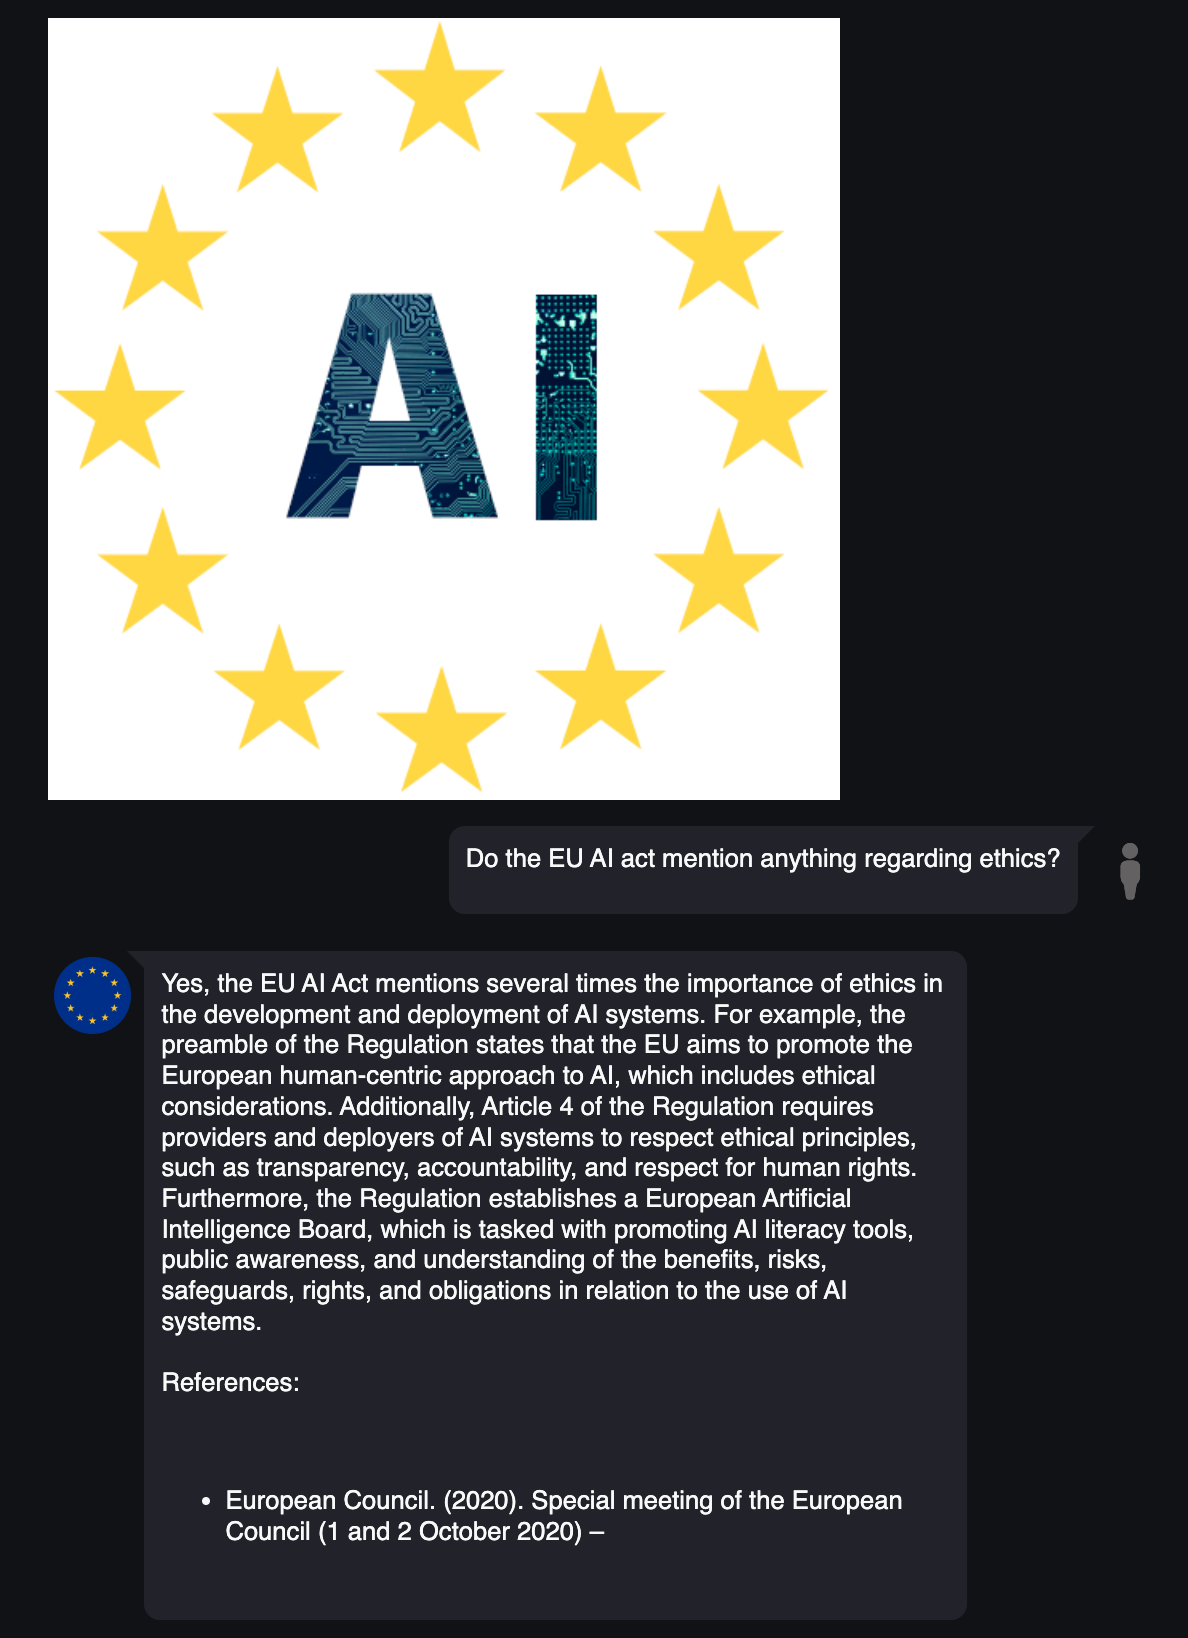 AI
Do the EU AI act mention anything regarding ethics?
Yes, the EU AI Act mentions several times the importance of ethics in
the development and deployment of AI systems. For example, the
preamble of the Regulation states that the EU aims to promote the
European human-centric approach to AI, which includes ethical
considerations. Additionally, Article 4 of the Regulation requires
providers and deployers of AI systems to respect ethical principles,
such as transparency, accountability, and respect for human rights.
Furthermore, the Regulation establishes a European Artificial
Intelligence Board, which is tasked with promoting AI literacy tools,
public awareness, and understanding of the benefits, risks,
safeguards, rights, and obligations in relation to the use of AI
systems.
References:
• European Council. (2020). Special meeting of the European
Council (1 and 2 October 2020) –